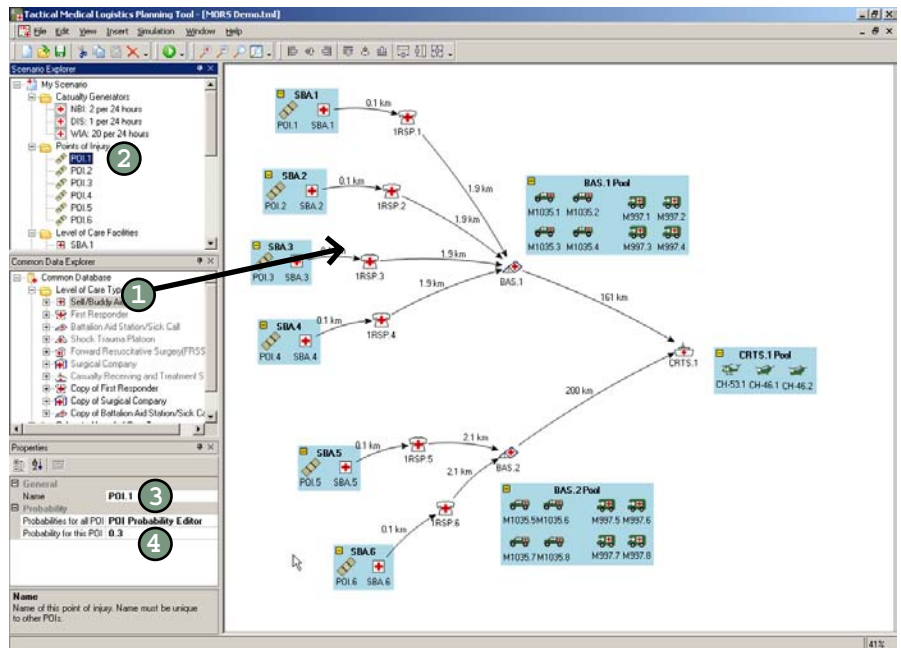 Tactical Medical Logistics Planning Tool - [MORS Demo.tml]
File Edit View Insert Simulation Window Help
Scenario Explorer
My Scenario
Casualty Generators
NBI: 2 per 24 hours
DIS: 1 per 24 hours
WIA: 20 per 24 hours
Points of Injury
2
POI.1
POI.2
POI.3
POI.4
POI.5
POI.6
Level of Care Facilities
SBA.1
Common Data Explorer
Common Database
Level of Care Typ
1
Self/Buddy Ai
First Responder
Battalion Aid Station/Sick Call
Shock Trauma Platoon
Forward Resuscitative Surgery(FRSS
Surgical Company
Casualty Receiving and Treatment S
Copy of First Responder
Copy of Surgical Company
Copy of Battalion Aid Station/Sick Ca
Properties
General
Name POI.1
3
Probability
Probabilities for all POI POI Probability Editor
Probability for this POI 0.3
4
Name
Name of this point of injury. Name must be unique
to other POIs.
SBA.1
POI.1 SBA.1
0.1 km
1RSP.1
1.9 km
SBA.2
POI.2 SBA.2
0.1 km
1RSP.2
1.9 km
SBA.3
POI.3 SBA.3
1RSP.3
1.9 km
SBA.4
POI.4 SBA.4
0.1 km
1RSP.4
1.9 km
BAS.1
BAS.1 Pool
M1035.1 M1035.2 M997.1 M997.2
M1035.3 M1035.4 M997.3 M997.4
161 km
CRTS.1
CRTS.1 Pool
CH-53.1 CH-46.1 CH-46.2
200 km
SBA.5
POI.5 SBA.5
0.1 km
1RSP.5
2.1 km
BAS.2
2.1 km
1RSP.6
0.1 km
SBA.6
POI.6 SBA.6
BAS.2 Pool
M1035.5 M1035.6 M997.5 M997.6
M1035.7 M1035.8 M997.7 M997.8
41%